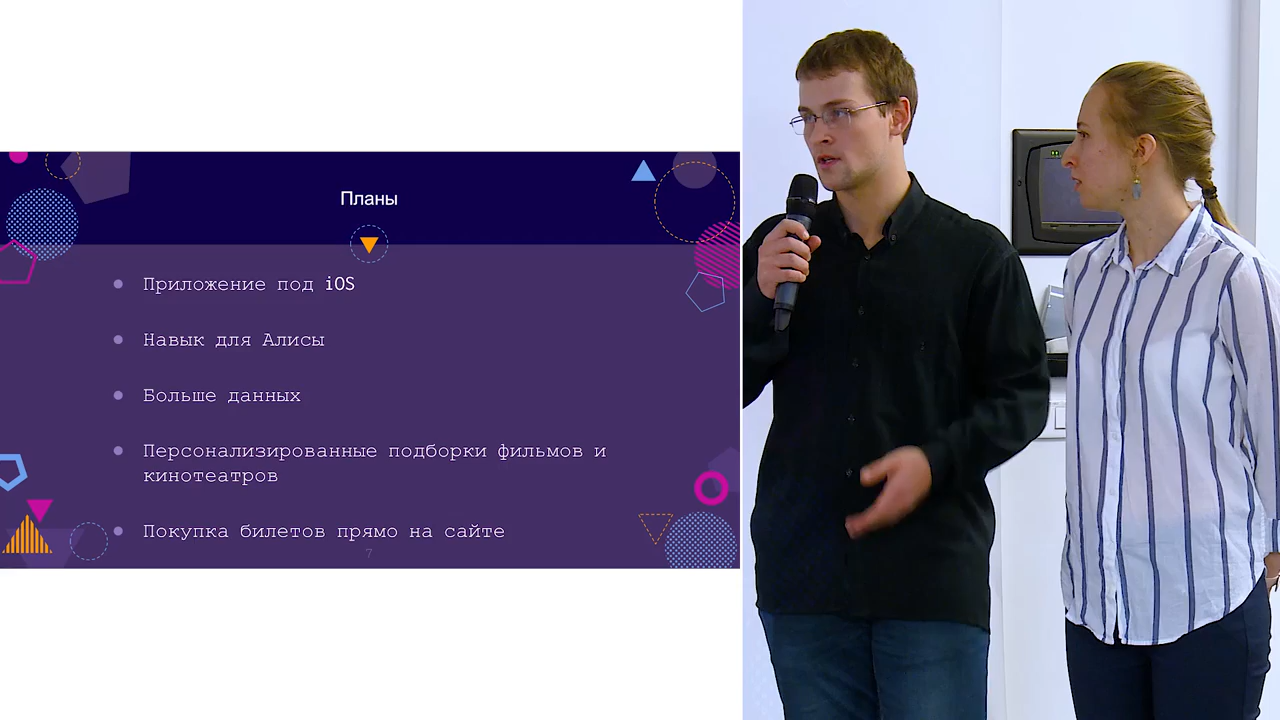 Планы
Приложение под iOS
Навык для Алисы
Больше данных
Персонализированные подборки фильмов и
кинотеатров
Покупка билетов прямо на сайте
7